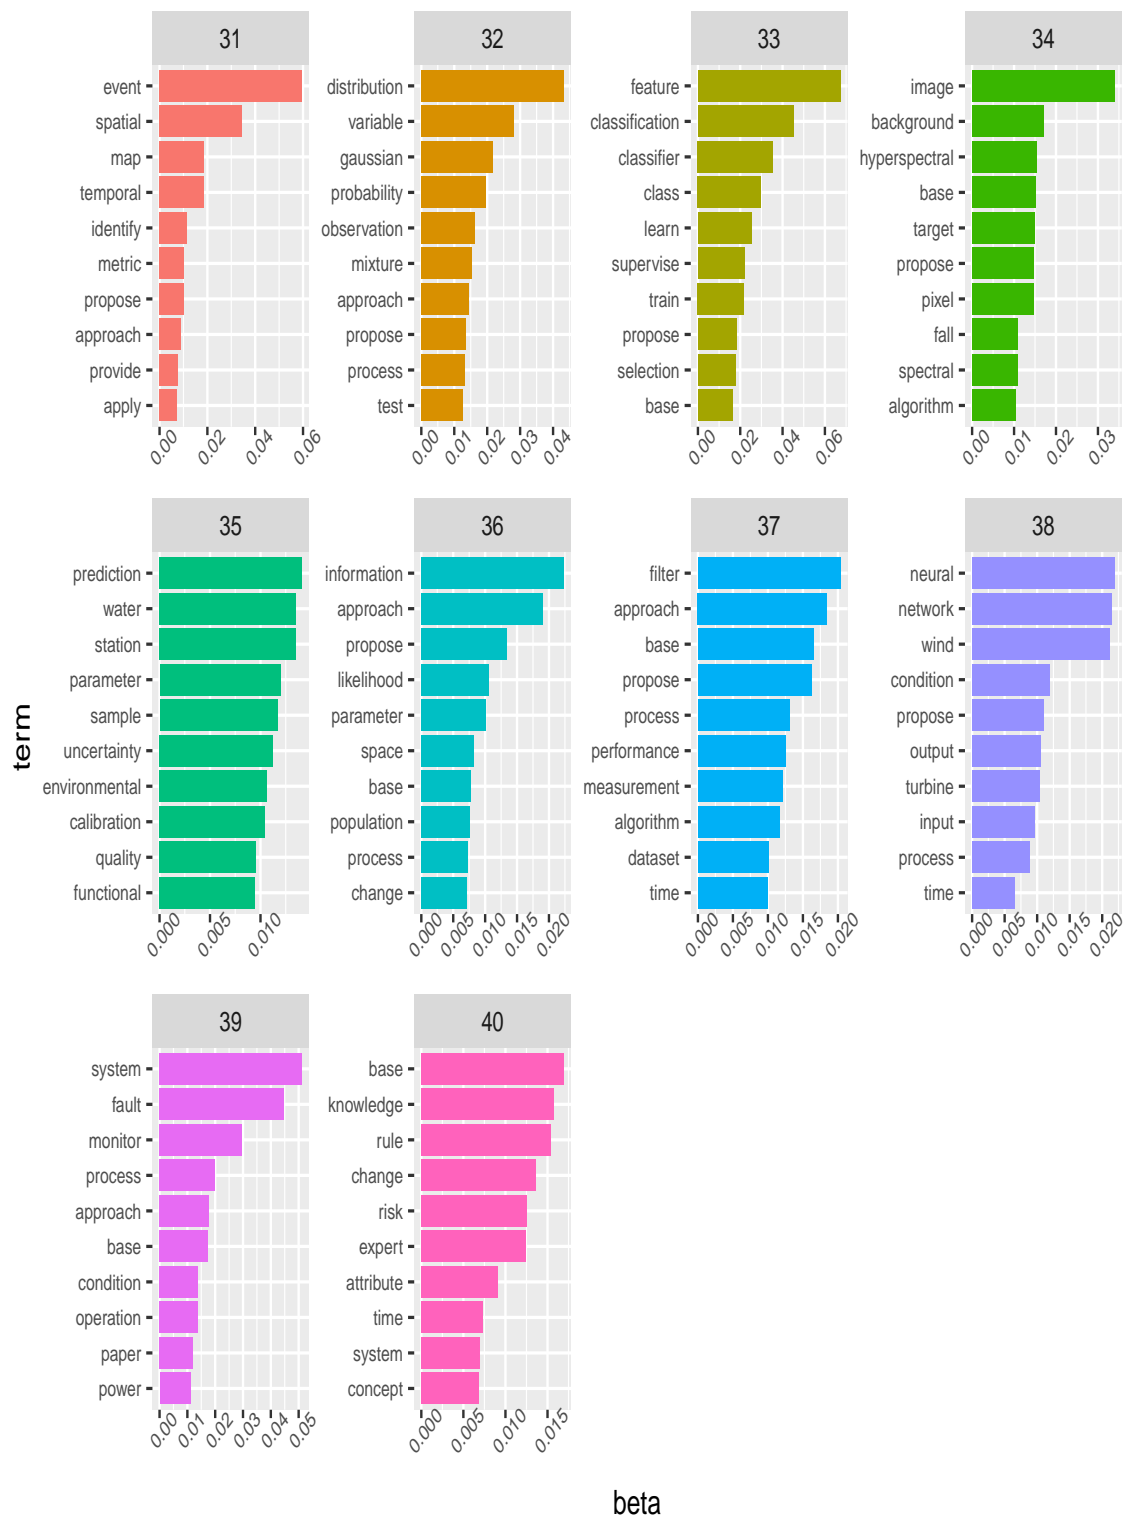 31
event
spatial
map
temporal
identify
metric
propose
approach
provide
apply
0.00 0.02 0.04 0.06
32
distribution
variable
gaussian
probability
observation
mixture
approach
propose
process
test
0.00 0.01 0.02 0.03 0.04
33
feature
classification
classifier
class
learn
supervise
train
propose
selection
base
0.00 0.02 0.04 0.06
34
image
background
hyperspectral
base
target
propose
pixel
fall
spectral
algorithm
0.00 0.01 0.02 0.03
35
prediction
water
station
parameter
sample
uncertainty
environmental
calibration
quality
functional
0.000 0.005 0.010
36
information
approach
propose
likelihood
parameter
space
base
population
process
change
0.000 0.005 0.010 0.015 0.020
37
filter
approach
base
propose
process
performance
measurement
algorithm
dataset
time
0.000 0.005 0.010 0.015 0.020
38
neural
network
wind
condition
propose
output
turbine
input
process
time
0.000 0.005 0.010 0.015 0.020
39
system
fault
monitor
process
approach
base
condition
operation
paper
power
0.00 0.01 0.02 0.03 0.04 0.05
40
base
knowledge
rule
change
risk
expert
attribute
time
system
concept
0.000 0.005 0.010 0.015
term
beta